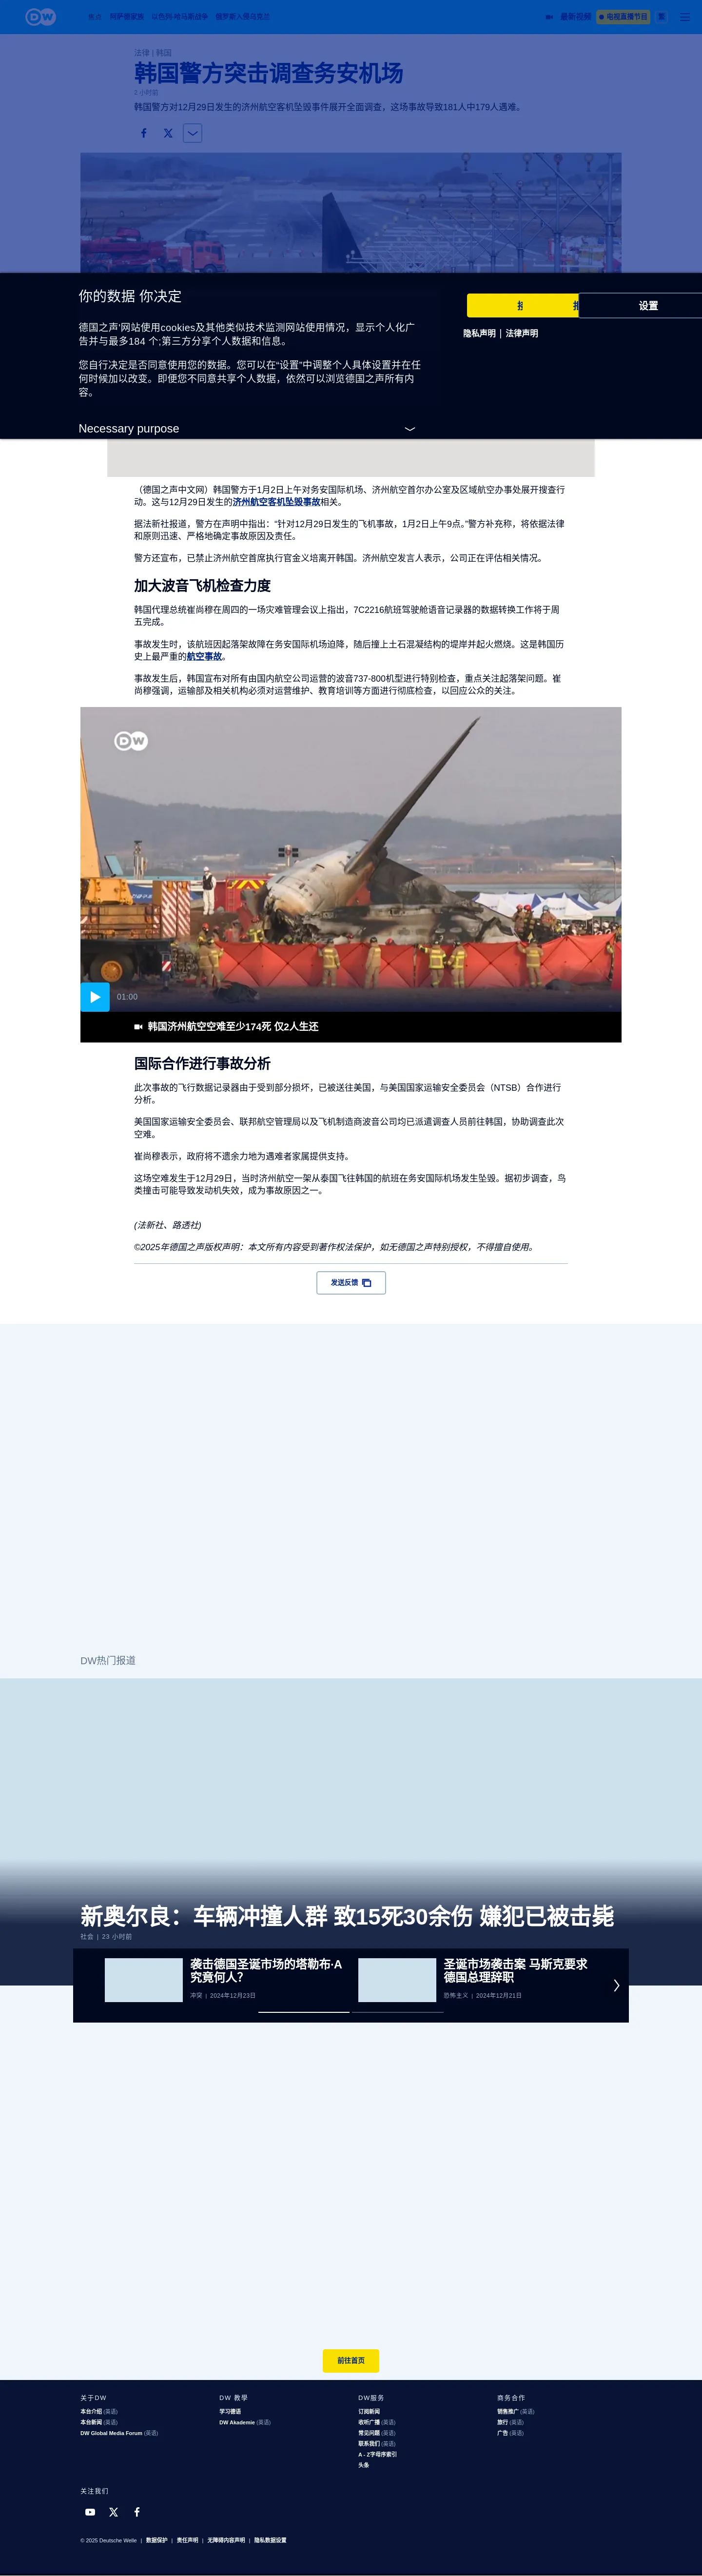 DW
焦点 阿萨德家族 以色列-哈马斯战争 俄罗斯入侵乌克兰
最新视频 电视直播节目 繁
法律 | 韩国
韩国警方突击调查务安机场
2 小时前
韩国警方对12月29日发生的济州航空客机坠毁事件展开全面调查，这场事故导致181人中179人遇难。
你的数据 你决定
设置
隐私声明 | 法律声明
德国之声'网站使用cookies及其他类似技术监测网站使用情况，显示个人化广
告并与最多184 个;第三方分享个人数据和信息。
您自行决定是否同意使用您的数据。您可以在“设置”中调整个人具体设置并在任
何时候加以改变。即便您不同意共享个人数据，依然可以浏览德国之声所有内
容。
Necessary purpose
（德国之声中文网）韩国警方于1月2日上午对务安国际机场、济州航空首尔办公室及区域航空办事处展开搜查行
动。这与12月29日发生的济州航空客机坠毁事故相关。
据法新社报道，警方在声明中指出：“针对12月29日发生的飞机事故，1月2日上午9点。”警方补充称，将依据法律
和原则迅速、严格地确定事故原因及责任。
警方还宣布，已禁止济州航空首席执行官金义培离开韩国。济州航空发言人表示，公司正在评估相关情况。
加大波音飞机检查力度
韩国代理总统崔尚穆在周四的一场灾难管理会议上指出，7C2216航班驾驶舱语音记录器的数据转换工作将于周
五完成。
事故发生时，该航班因起落架故障在务安国际机场迫降，随后撞上土石混凝结构的堤岸并起火燃烧。这是韩国历
史上最严重的航空事故。
事故发生后，韩国宣布对所有由国内航空公司运营的波音737-800机型进行特别检查，重点关注起落架问题。崔
尚穆强调，运输部及相关机构必须对运营维护、教育培训等方面进行彻底检查，以回应公众的关注。
DW
01:00
韩国济州航空空难至少174死 仅2人生还
国际合作进行事故分析
此次事故的飞行数据记录器由于受到部分损坏，已被送往美国，与美国国家运输安全委员会（NTSB）合作进行
分析。
美国国家运输安全委员会、联邦航空管理局以及飞机制造商波音公司均已派遣调查人员前往韩国，协助调查此次
空难。
崔尚穆表示，政府将不遗余力地为遇难者家属提供支持。
这场空难发生于12月29日，当时济州航空一架从泰国飞往韩国的航班在务安国际机场发生坠毁。据初步调查，鸟
类撞击可能导致发动机失效，成为事故原因之一。
(法新社、路透社)
©2025年德国之声版权声明：本文所有内容受到著作权法保护，如无德国之声特别授权，不得擅自使用。
发送反馈
DW热门报道
新奥尔良：车辆冲撞人群 致15死30余伤 嫌犯已被击毙
社会 | 23 小时前
袭击德国圣诞市场的塔勒布·A
究竟何人？
冲突 | 2024年12月23日
圣诞市场袭击案 马斯克要求
德国总理辞职
恐怖主义 | 2024年12月21日
前往首页
关于DW
本台介绍 (英语)
本台新闻 (英语)
DW Global Media Forum (英语)
DW 教學
学习德语
DW Akademie (英语)
DW服务
订阅新闻
收听广播 (英语)
常见问题 (英语)
联系我们 (英语)
A - Z字母序索引
头条
商务合作
销售推广 (英语)
旅行 (英语)
广告 (英语)
关注我们
© 2025 Deutsche Welle | 数据保护 | 责任声明 | 无障碍内容声明 | 隐私数据设置